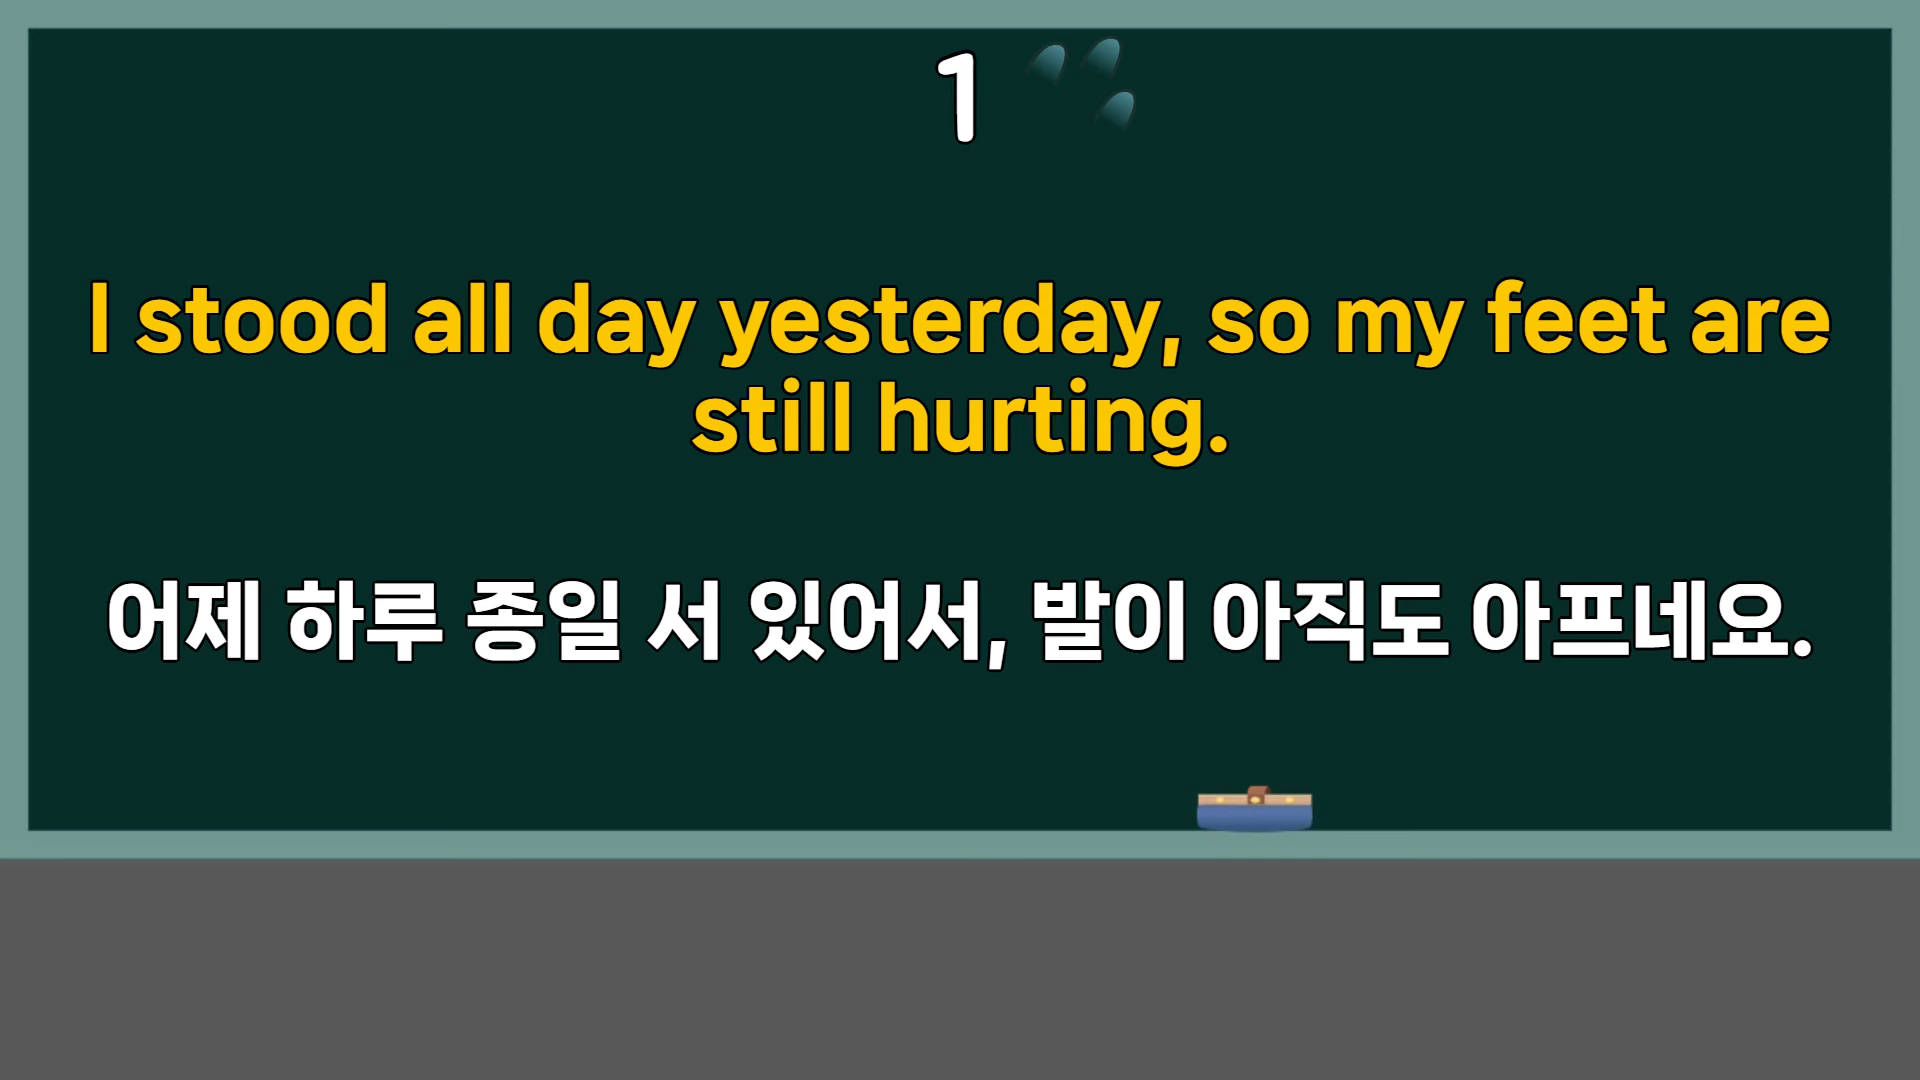 1
I stood all day yesterday, so my feet are
still hurting.
어제 하루 종일 서 있어서, 발이 아직도 아프네요.